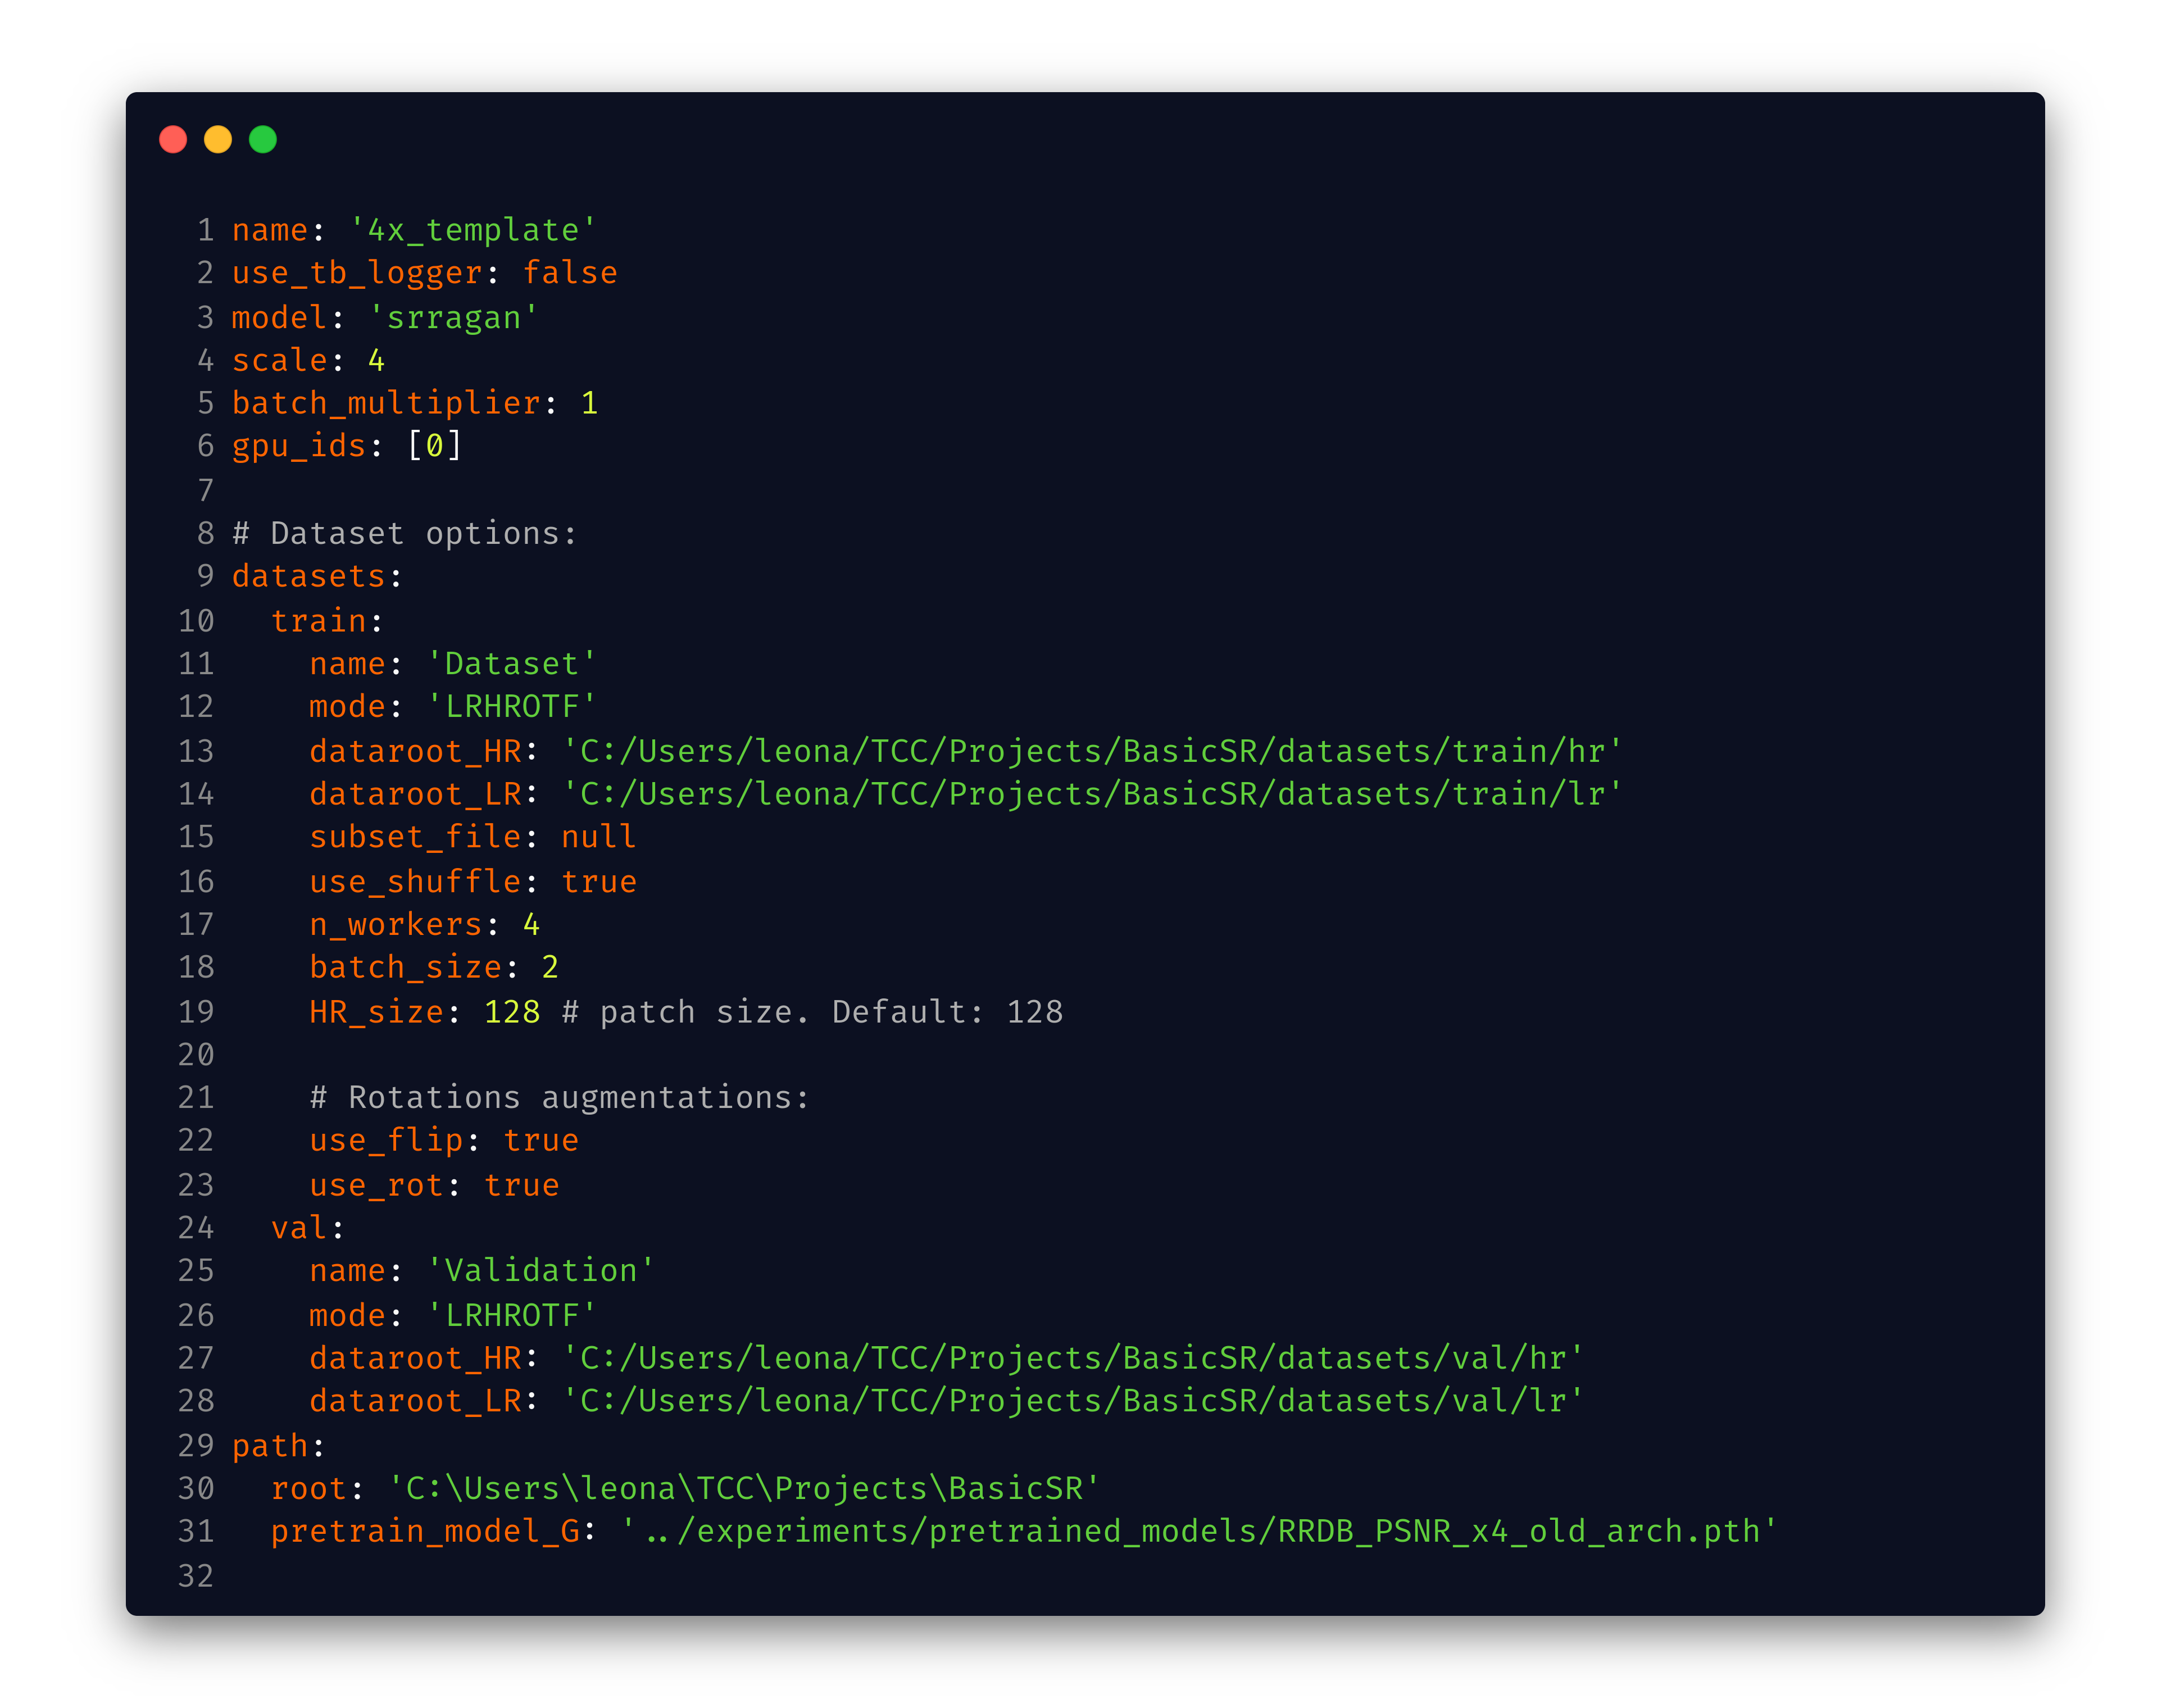 1 name: '4x_template'
2 use_tb_logger: false
3 model: 'srragan'
4 scale: 4
5 batch_multiplier: 1
6 gpu_ids: [0]
7
8 # Dataset options:
9 datasets:
10   train:
11     name: 'Dataset'
12     mode: 'LRHROTF'
13     dataroot_HR: 'C:/Users/leona/TCC/Projects/BasicSR/datasets/train/hr'
14     dataroot_LR: 'C:/Users/leona/TCC/Projects/BasicSR/datasets/train/lr'
15     subset_file: null
16     use_shuffle: true
17     n_workers: 4
18     batch_size: 2
19     HR_size: 128 # patch size. Default: 128
20
21     # Rotations augmentations:
22     use_flip: true
23     use_rot: true
24   val:
25     name: 'Validation'
26     mode: 'LRHROTF'
27     dataroot_HR: 'C:/Users/leona/TCC/Projects/BasicSR/datasets/val/hr'
28     dataroot_LR: 'C:/Users/leona/TCC/Projects/BasicSR/datasets/val/lr'
29 path:
30   root: 'C:\Users\leona\TCC\Projects\BasicSR'
31   pretrain_model_G: '../experiments/pretrained_models/RRDB_PSNR_x4_old_arch.pth'
32